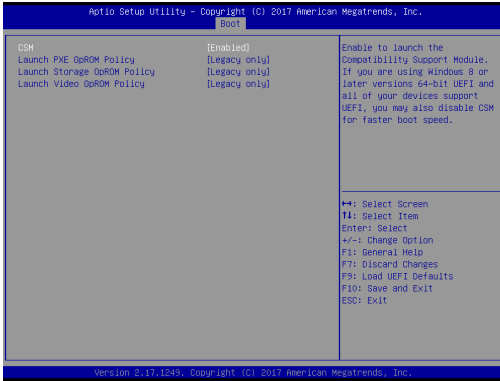 Aptio Setup Utility – Copyright (C) 2017 American Megatrends, Inc.
Boot
CSM [Enabled]
Launch PXE OpROM Policy [Legacy only]
Launch Storage OpROM Policy [Legacy only]
Launch Video OpROM Policy [Legacy only]
Enable to launch the
Compatibility Support Module.
If you are using Windows 8 or
later versions 64-bit UEFI and
all of your devices support
UEFI, you may also disable CSM
for faster boot speed.
↔: Select Screen
↑↓: Select Item
Enter: Select
+/-: Change Option
F1: General Help
F7: Discard Changes
F9: Load UEFI Defaults
F10: Save and Exit
ESC: Exit
Version 2.17.1249. Copyright (C) 2017 American Megatrends, Inc.